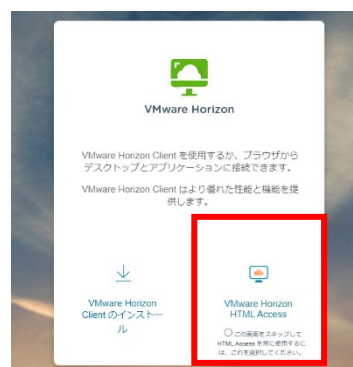 VMware Horizon
VMware Horizon Client を使用するか、ブラウザから
デスクトップとアプリケーションに接続できます。
VMware Horizon Client はより優れた性能と機能を提
供します。
VMware Horizon
Client のインストー
ル
VMware Horizon
HTML Access
この画面をスキップして
HTML Access を常に使用するに
は、これを選択してください。